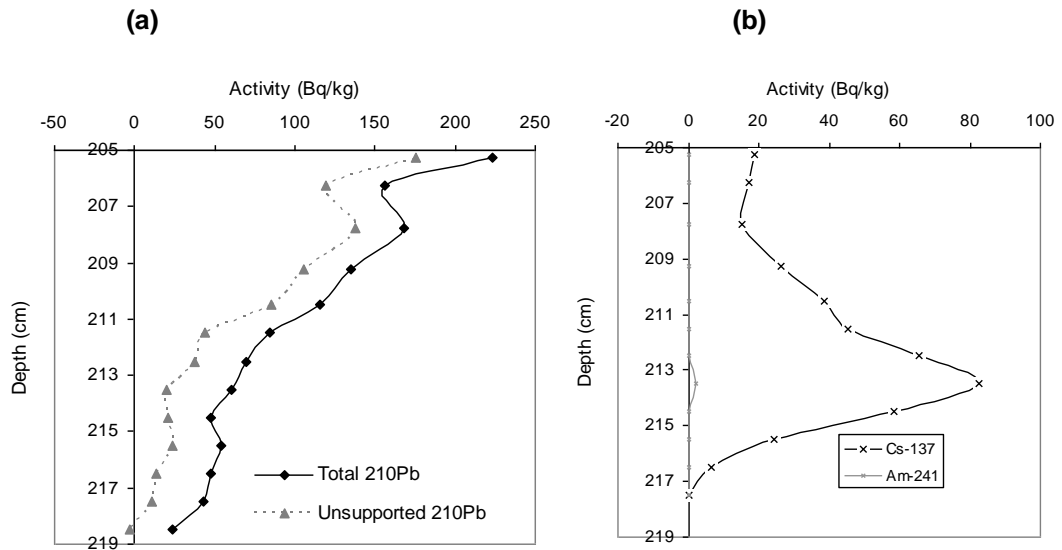 (a)
Activity (Bq/kg)
-50 0 50 100 150 200 250
205
207
209
211
213
215
217
219
Depth (cm)
Total 210Pb
Unsupported 210Pb
(b)
Activity (Bq/kg)
-20 0 20 40 60 80 100
205
207
209
211
213
215
217
219
Depth (cm)
Cs-137
Am-241